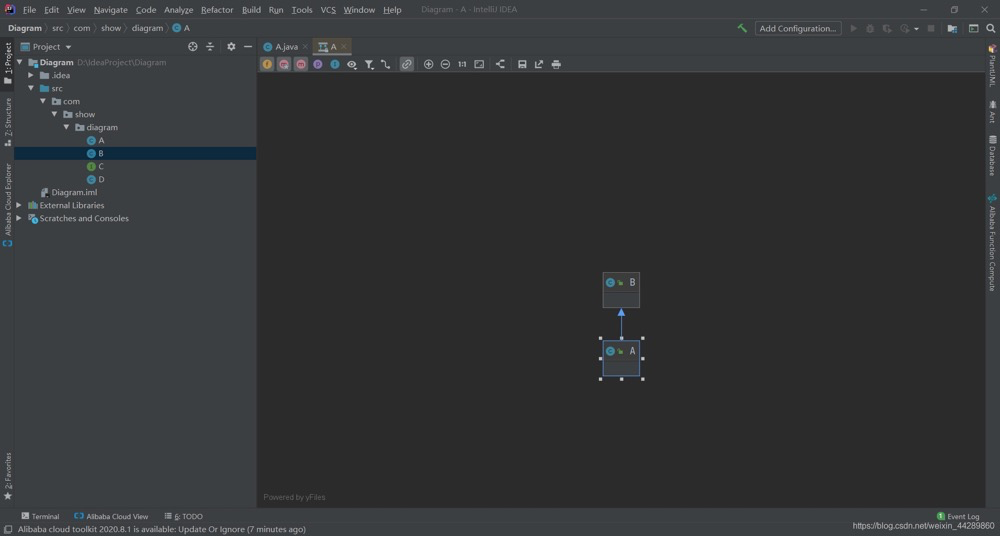 File Edit View Navigate Code Analyze Refactor Build Run Tools VCS Window Help Diagram - A - IntelliJ IDEA
Diagram src com show diagram A Add Configuration...
1: Project
Z: Structure
Alibaba Cloud Explorer
2: Favorites
Project
Diagram D:\IdeaProject\Diagram
.idea
src
com
show
diagram
A
B
C
D
Diagram.iml
External Libraries
Scratches and Consoles
A.java A
1:1
B
A
Powered by yFiles
PlantUML
Ant
Database
Alibaba Function Compute
Terminal Alibaba Cloud View 6: TODO Event Log
Alibaba cloud toolkit 2020.8.1 is available: Update Or Ignore (7 minutes ago)
https://blog.csdn.net/weixin_44289860